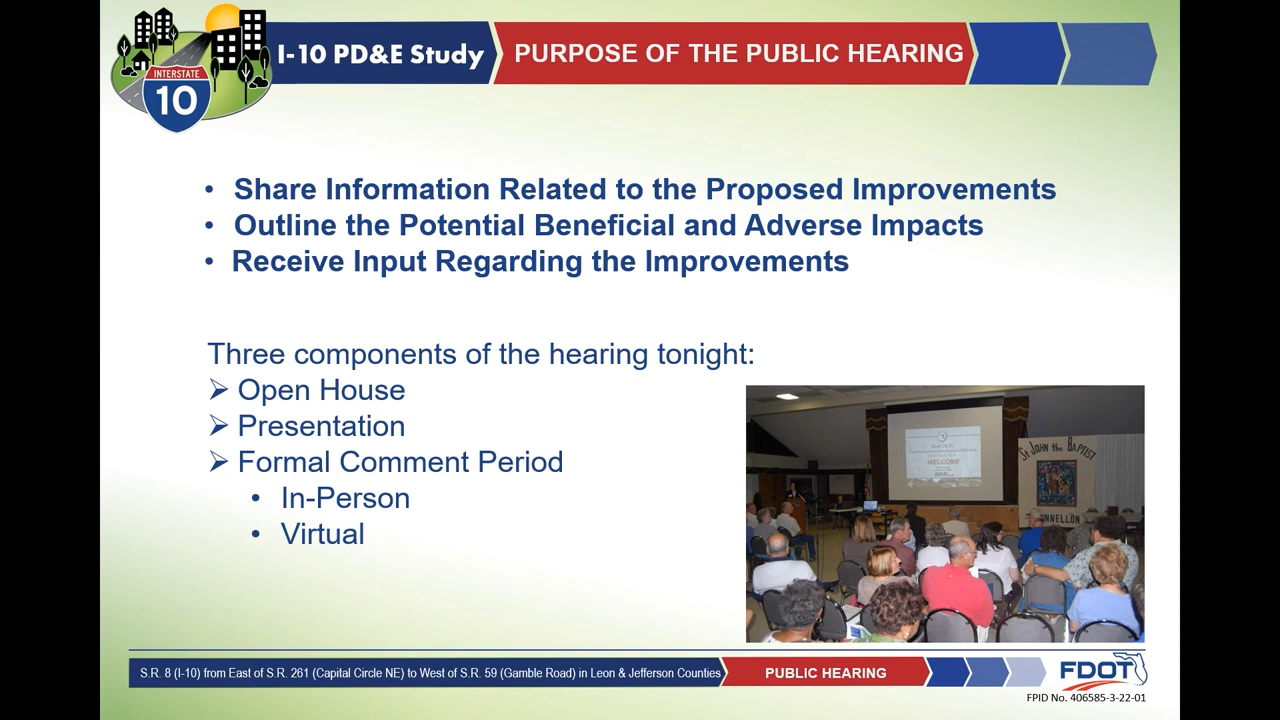 INTERSTATE
10
I-10 PD&E Study
PURPOSE OF THE PUBLIC HEARING
• Share Information Related to the Proposed Improvements
• Outline the Potential Beneficial and Adverse Impacts
• Receive Input Regarding the Improvements
Three components of the hearing tonight:
➢ Open House
➢ Presentation
➢ Formal Comment Period
• In-Person
• Virtual
WELCOME
St John the Baptist
S.R. 8 (I-10) from East of S.R. 261 (Capital Circle NE) to West of S.R. 59 (Gamble Road) in Leon & Jefferson Counties
PUBLIC HEARING
FDOT
FPID No. 406585-3-22-01